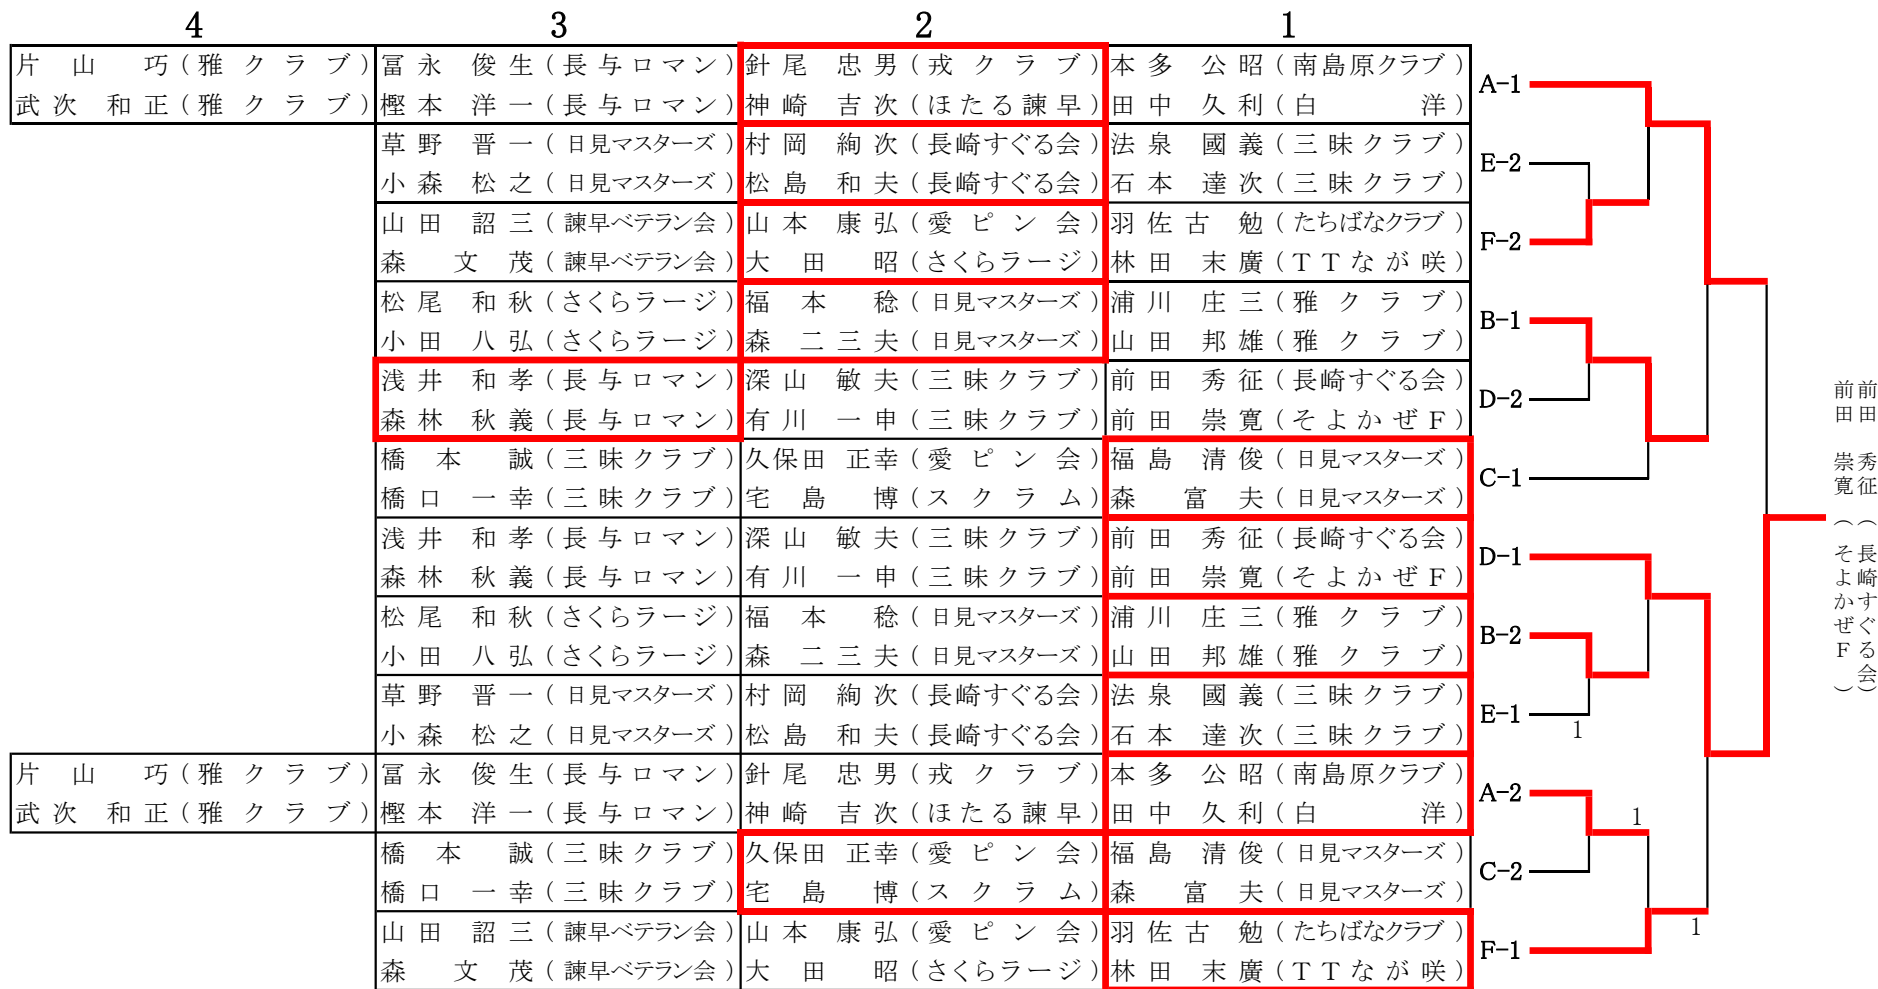 4 3 2 1
片山 巧(雅クラブ) 冨永 俊生(長与ロマン) 針尾 忠男(戎クラブ) 本多 公昭(南島原クラブ) A-1
武次 和正(雅クラブ) 樫本 洋一(長与ロマン) 神崎 吉次(ほたる諫早) 田中 久利(白洋)
草野 晋一(日見マスターズ) 村岡 絢次(長崎すぐる会) 法泉 國義(三昧クラブ) E-2
小森 松之(日見マスターズ) 松島 和夫(長崎すぐる会) 石本 達次(三昧クラブ)
山田 詔三(諫早ベテラン会) 山本 康弘(愛ピン会) 羽佐古 勉(たちばなクラブ) F-2
森 文茂(諫早ベテラン会) 大田 昭(さくらラージ) 林田 末廣(TTなが咲)
松尾 和秋(さくらラージ) 福本 稔(日見マスターズ) 浦川 庄三(雅クラブ) B-1
小田 八弘(さくらラージ) 森 二三夫(日見マスターズ) 山田 邦雄(雅クラブ)
浅井 和孝(長与ロマン) 深山 敏夫(三昧クラブ) 前田 秀征(長崎すぐる会) D-2
森林 秋義(長与ロマン) 有川 一申(三昧クラブ) 前田 崇寛(そよかぜF)
橋本 誠(三昧クラブ) 久保田 正幸(愛ピン会) 福島 清俊(日見マスターズ) C-1
橋口 一幸(三昧クラブ) 宅島 博(スクラム) 森 富夫(日見マスターズ)
浅井 和孝(長与ロマン) 深山 敏夫(三昧クラブ) 前田 秀征(長崎すぐる会) D-1
森林 秋義(長与ロマン) 有川 一申(三昧クラブ) 前田 崇寛(そよかぜF)
松尾 和秋(さくらラージ) 福本 稔(日見マスターズ) 浦川 庄三(雅クラブ) B-2
小田 八弘(さくらラージ) 森 二三夫(日見マスターズ) 山田 邦雄(雅クラブ)
草野 晋一(日見マスターズ) 村岡 絢次(長崎すぐる会) 法泉 國義(三昧クラブ) E-1
小森 松之(日見マスターズ) 松島 和夫(長崎すぐる会) 石本 達次(三昧クラブ) 1
片山 巧(雅クラブ) 冨永 俊生(長与ロマン) 針尾 忠男(戎クラブ) 本多 公昭(南島原クラブ) A-2
武次 和正(雅クラブ) 樫本 洋一(長与ロマン) 神崎 吉次(ほたる諫早) 田中 久利(白洋) 1
橋本 誠(三昧クラブ) 久保田 正幸(愛ピン会) 福島 清俊(日見マスターズ) C-2
橋口 一幸(三昧クラブ) 宅島 博(スクラム) 森 富夫(日見マスターズ)
山田 詔三(諫早ベテラン会) 山本 康弘(愛ピン会) 羽佐古 勉(たちばなクラブ) F-1 1
森 文茂(諫早ベテラン会) 大田 昭(さくらラージ) 林田 末廣(TTなが咲)
前田 秀征(長崎すぐる会)
前田 崇寛(そよかぜF)